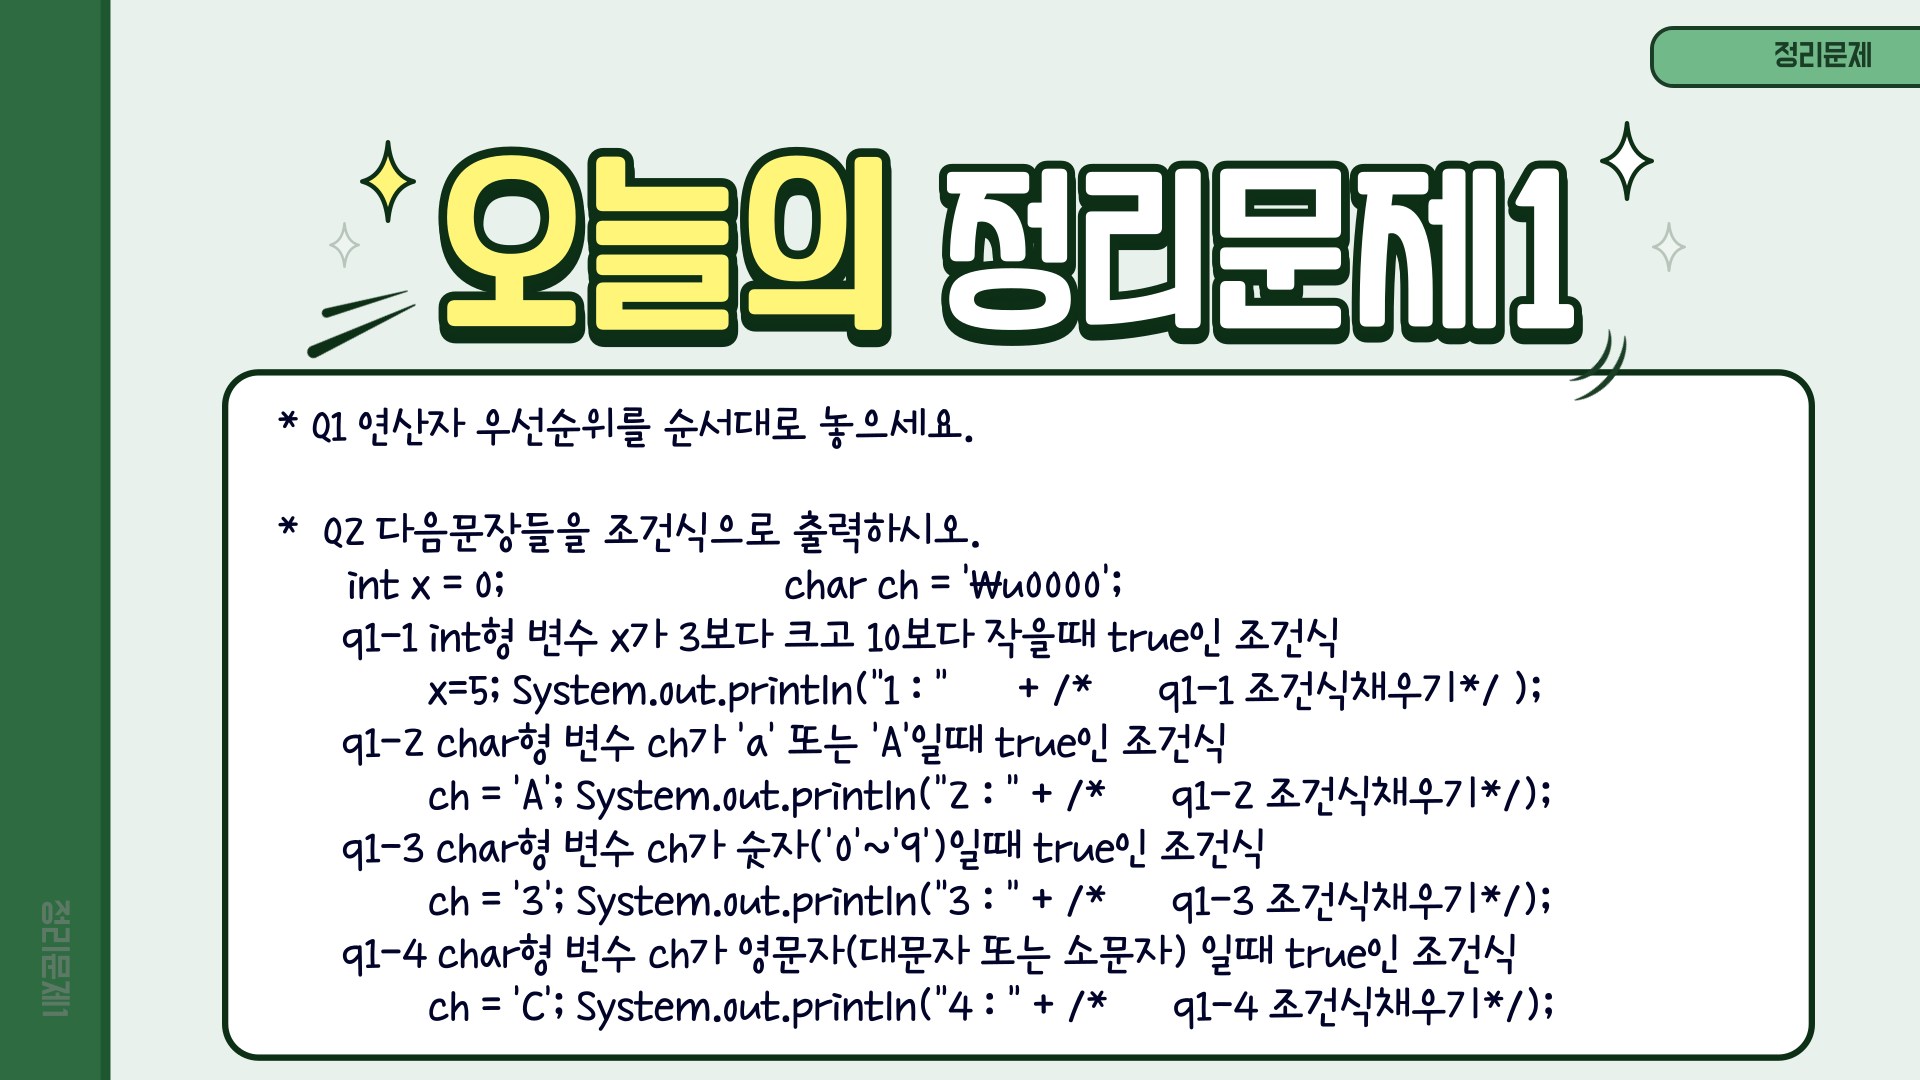 정리문제
오늘의 정리문제1
* Q1 연산자 우선순위를 순서대로 놓으세요.
* Q2 다음문장들을 조건식으로 출력하시오.
int x = 0; char ch = '₩u0000';
q1-1 int형 변수 x가 3보다 크고 10보다 작을때 true인 조건식
x=5; System.out.println("1 : " + /* q1-1 조건식채우기*/ );
q1-2 char형 변수 ch가 'a' 또는 'A'일때 true인 조건식
ch = 'A'; System.out.println("2 : " + /* q1-2 조건식채우기*/);
q1-3 char형 변수 ch가 숫자('0'~'9')일때 true인 조건식
ch = '3'; System.out.println("3 : " + /* q1-3 조건식채우기*/);
q1-4 char형 변수 ch가 영문자(대문자 또는 소문자) 일때 true인 조건식
ch = 'C'; System.out.println("4 : " + /* q1-4 조건식채우기*/);
정리문제1